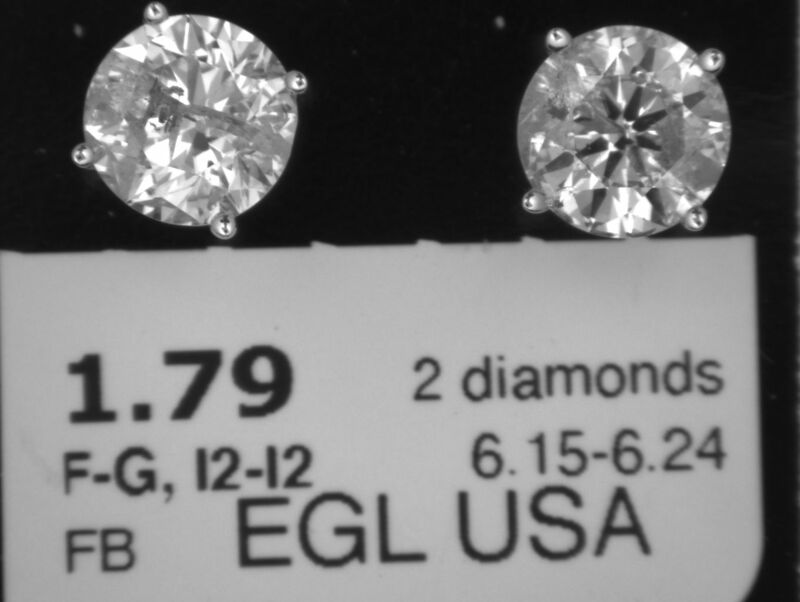 1.79 2 diamonds
F-G, I2-I2 6.15-6.24
FB EGL USA